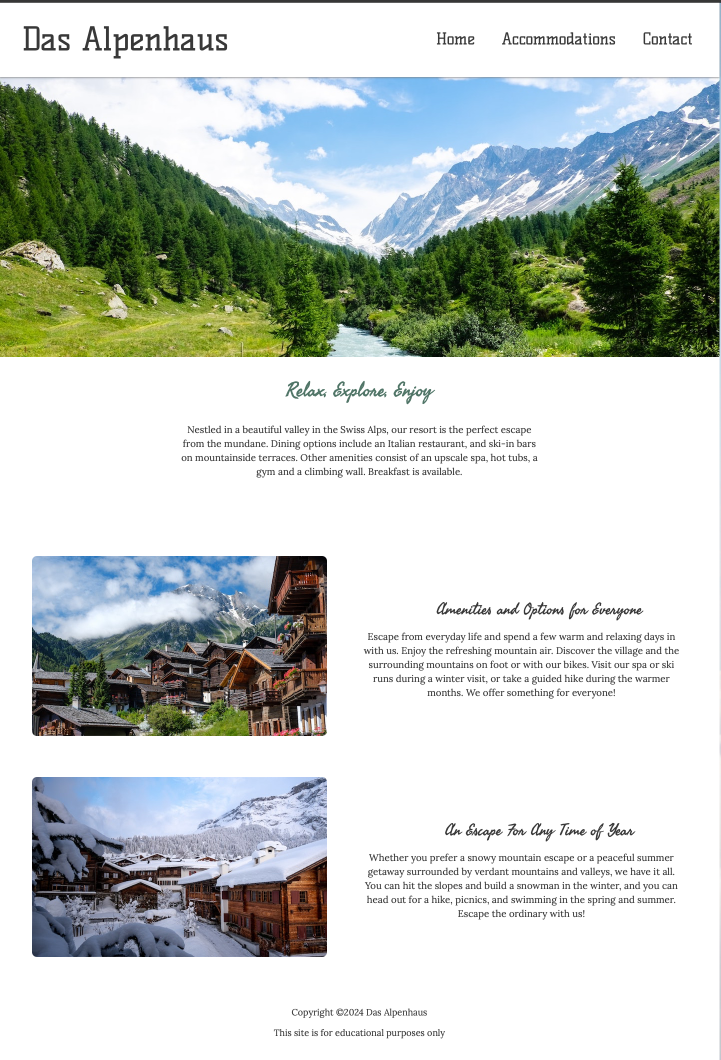 Das Alpenhaus
Home Accommodations Contact
Relax, Explore, Enjoy
Nestled in a beautiful valley in the Swiss Alps, our resort is the perfect escape
from the mundane. Dining options include an Italian restaurant, and ski-in bars
on mountainside terraces. Other amenities consist of an upscale spa, hot tubs, a
gym and a climbing wall. Breakfast is available.
Amenities and Options for Everyone
Escape from everyday life and spend a few warm and relaxing days in
with us. Enjoy the refreshing mountain air. Discover the village and the
surrounding mountains on foot or with our bikes. Visit our spa or ski
runs during a winter visit, or take a guided hike during the warmer
months. We offer something for everyone!
An Escape For Any Time of Year
Whether you prefer a snowy mountain escape or a peaceful summer
getaway surrounded by verdant mountains and valleys, we have it all.
You can hit the slopes and build a snowman in the winter, and you can
head out for a hike, picnics, and swimming in the spring and summer.
Escape the ordinary with us!
Copyright ©2024 Das Alpenhaus
This site is for educational purposes only